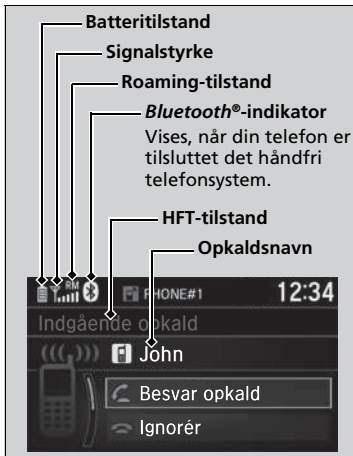 Batteritilstand
Signalstyrke
Roaming-tilstand
Bluetooth®-indikator
Vises, når din telefon er
tilsluttet det håndfri
telefonsystem.
HFT-tilstand
Opkaldsnavn
RM PHONE#1 12:34
Indgående opkald
John
Besvar opkald
Ignorér